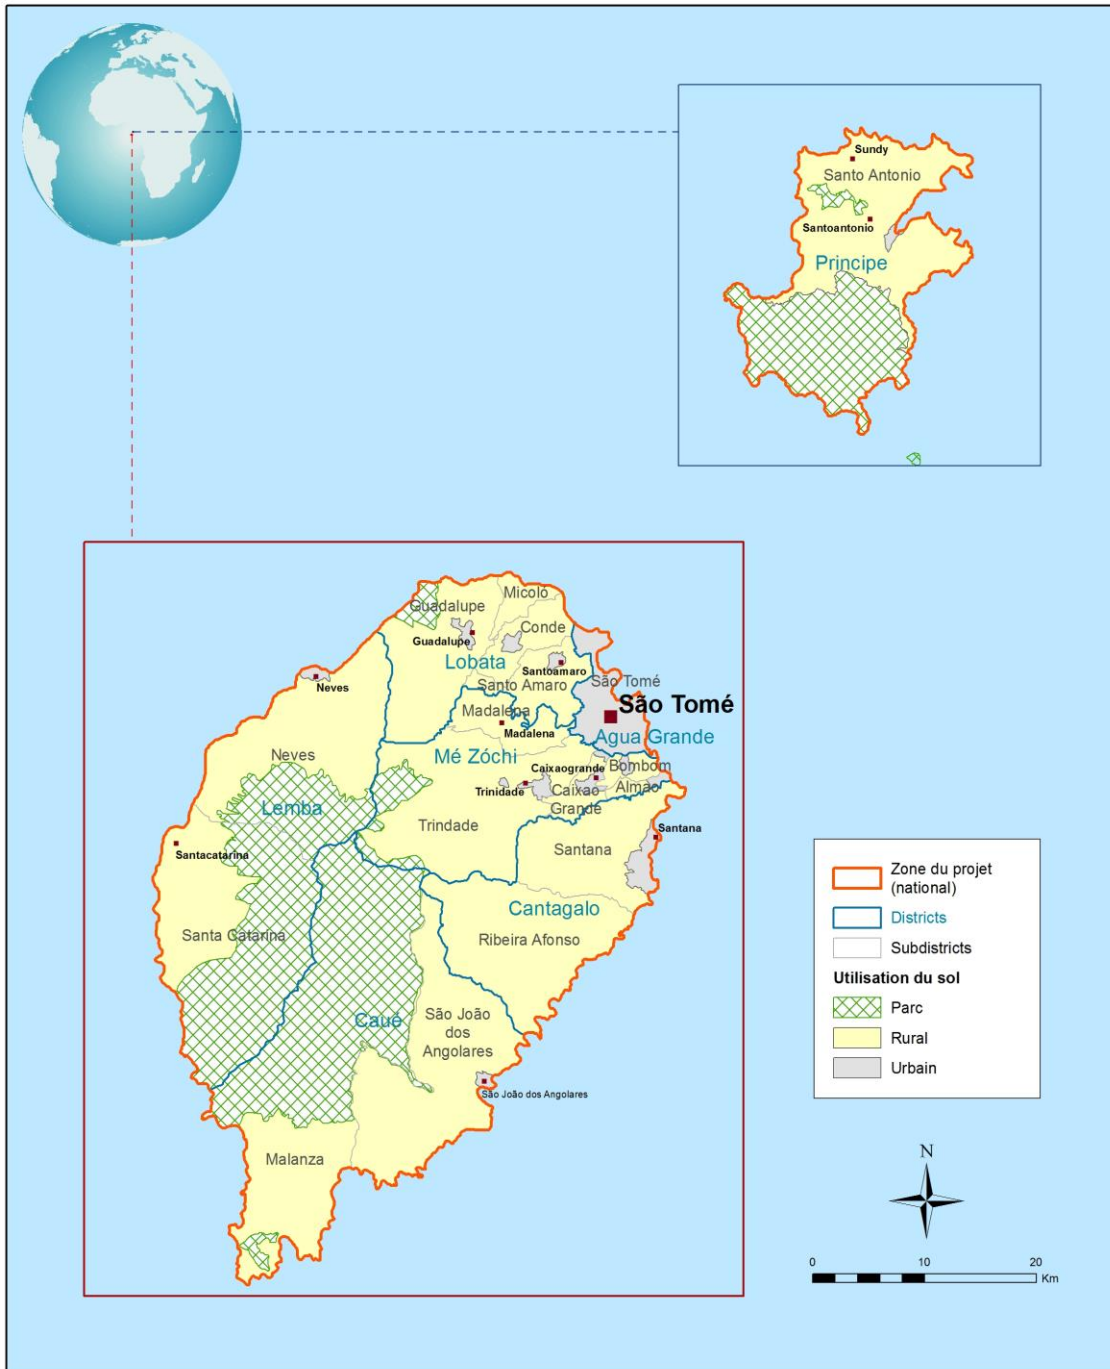 Sundy
Santo Antonio
Santoantonio
Principe
Micoló
Guadalupe
Conde
Guadalupe
Lobata
Santoamaro
Santo Amaro
São Tomé
Neves
São Tomé
Madalena
Madalena
Agua Grande
Neves
Mé Zóchi
Caixaogrande
Bombom
Trinidade
Caixao
Grande
Almao
Lemba
Trindade
Santana
Santacatarina
Santana
Cantagalo
Santa Catarina
Ribeira Afonso
Caué
São João
dos
Angolares
São João dos Angolares
Malanza
Zone du projet
(national)
Districts
Subdistricts
Utilisation du sol
Parc
Rural
Urbain
N
0 10 20
Km